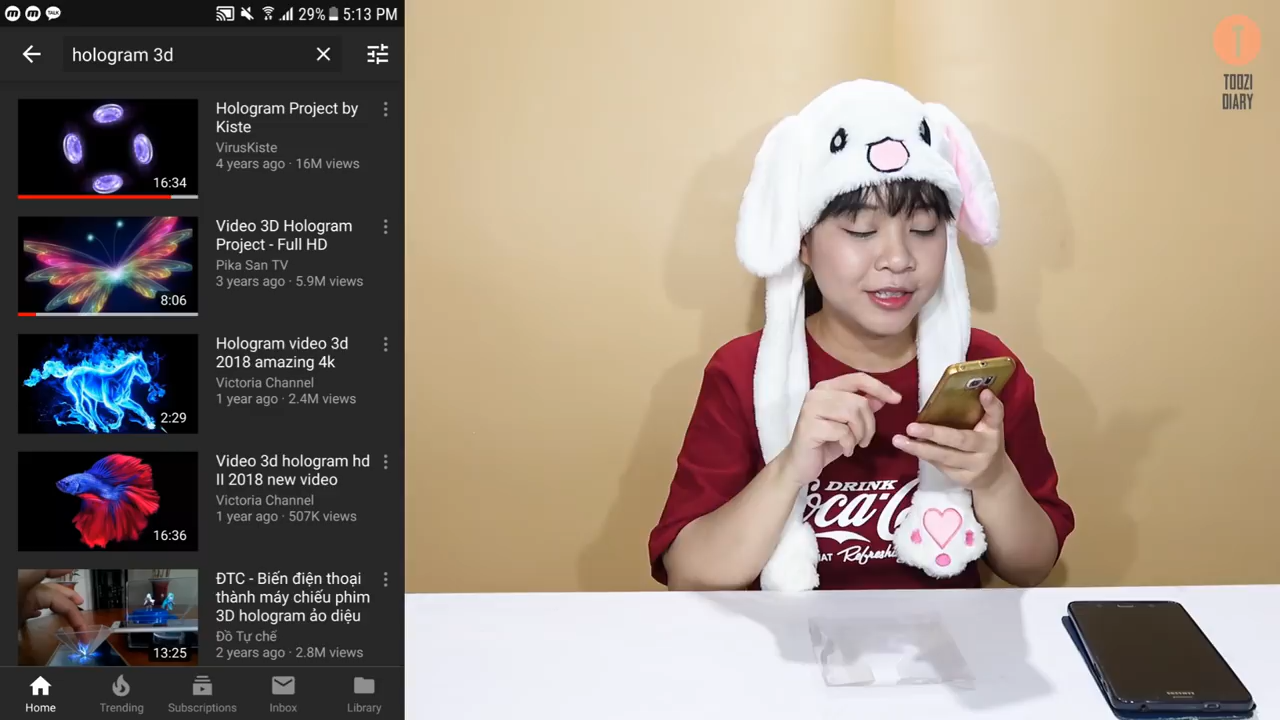 TALK
29%
5:13 PM
hologram 3d
Hologram Project by
Kiste
VirusKiste
4 years ago · 16M views
16:34
Video 3D Hologram
Project - Full HD
Pika San TV
3 years ago · 5.9M views
8:06
Hologram video 3d
2018 amazing 4k
Victoria Channel
1 year ago · 2.4M views
2:29
Video 3d hologram hd
II 2018 new video
Victoria Channel
1 year ago · 507K views
16:36
ĐTC - Biến điện thoại
thành máy chiếu phim
3D hologram ảo diệu
Đồ Tự chế
2 years ago · 2.8M views
13:25
Home
Trending
Subscriptions
Inbox
Library
T
TOOZI
DIARY
DRINK